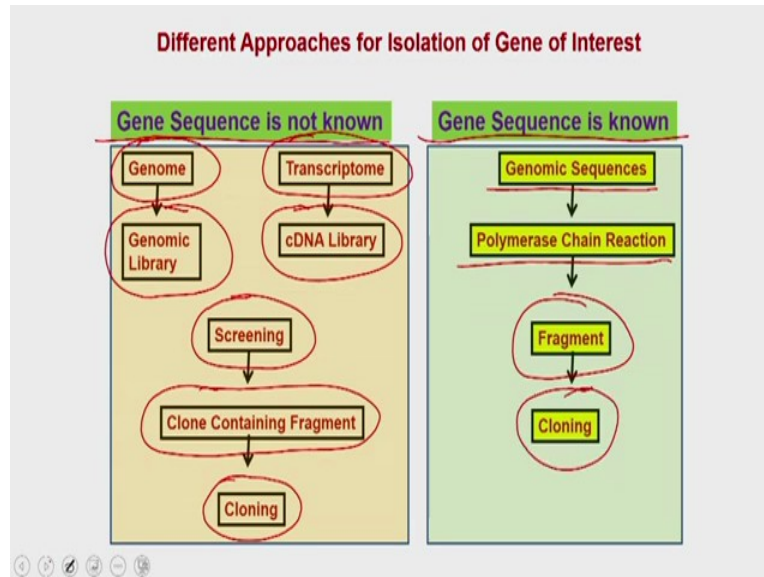 Different Approaches for Isolation of Gene of Interest
Gene Sequence is not known
Genome
Transcriptome
Genomic
Library
cDNA Library
Screening
Clone Containing Fragment
Cloning
Gene Sequence is known
Genomic Sequences
Polymerase Chain Reaction
Fragment
Cloning